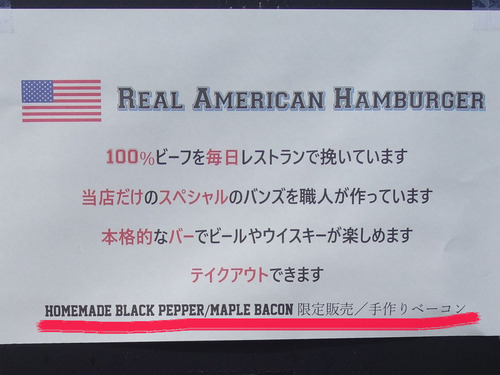 REAL AMERICAN HAMBURGER
100%ビーフを毎日レストランで挽いています
当店だけのスペシャルのバンズを職人が作っています
本格的なバーでビールやウイスキーが楽しめます
テイクアウトできます
HOMEMADE BLACK PEPPER/MAPLE BACON 限定販売／手作りベーコン